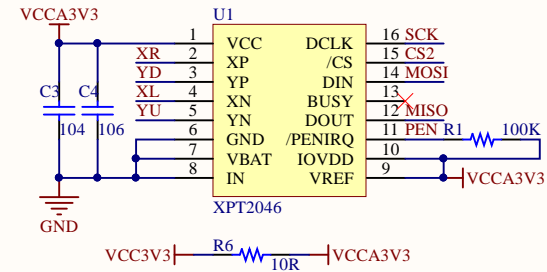 VCCA3V3
U1
1 VCC DCLK 16 SCK
XR 2 XP /CS 15 CS2
YD 3 YP DIN 14 MOSI
C3 C4 XL 4 XN BUSY 13
104 106 YU 5 YN DOUT 12 MISO
6 GND /PENIRQ 11 PEN R1 100K
7 VBAT IOVDD 10
8 IN VREF 9 VCCA3V3
GND
XPT2046
VCC3V3 R6 10R VCCA3V3